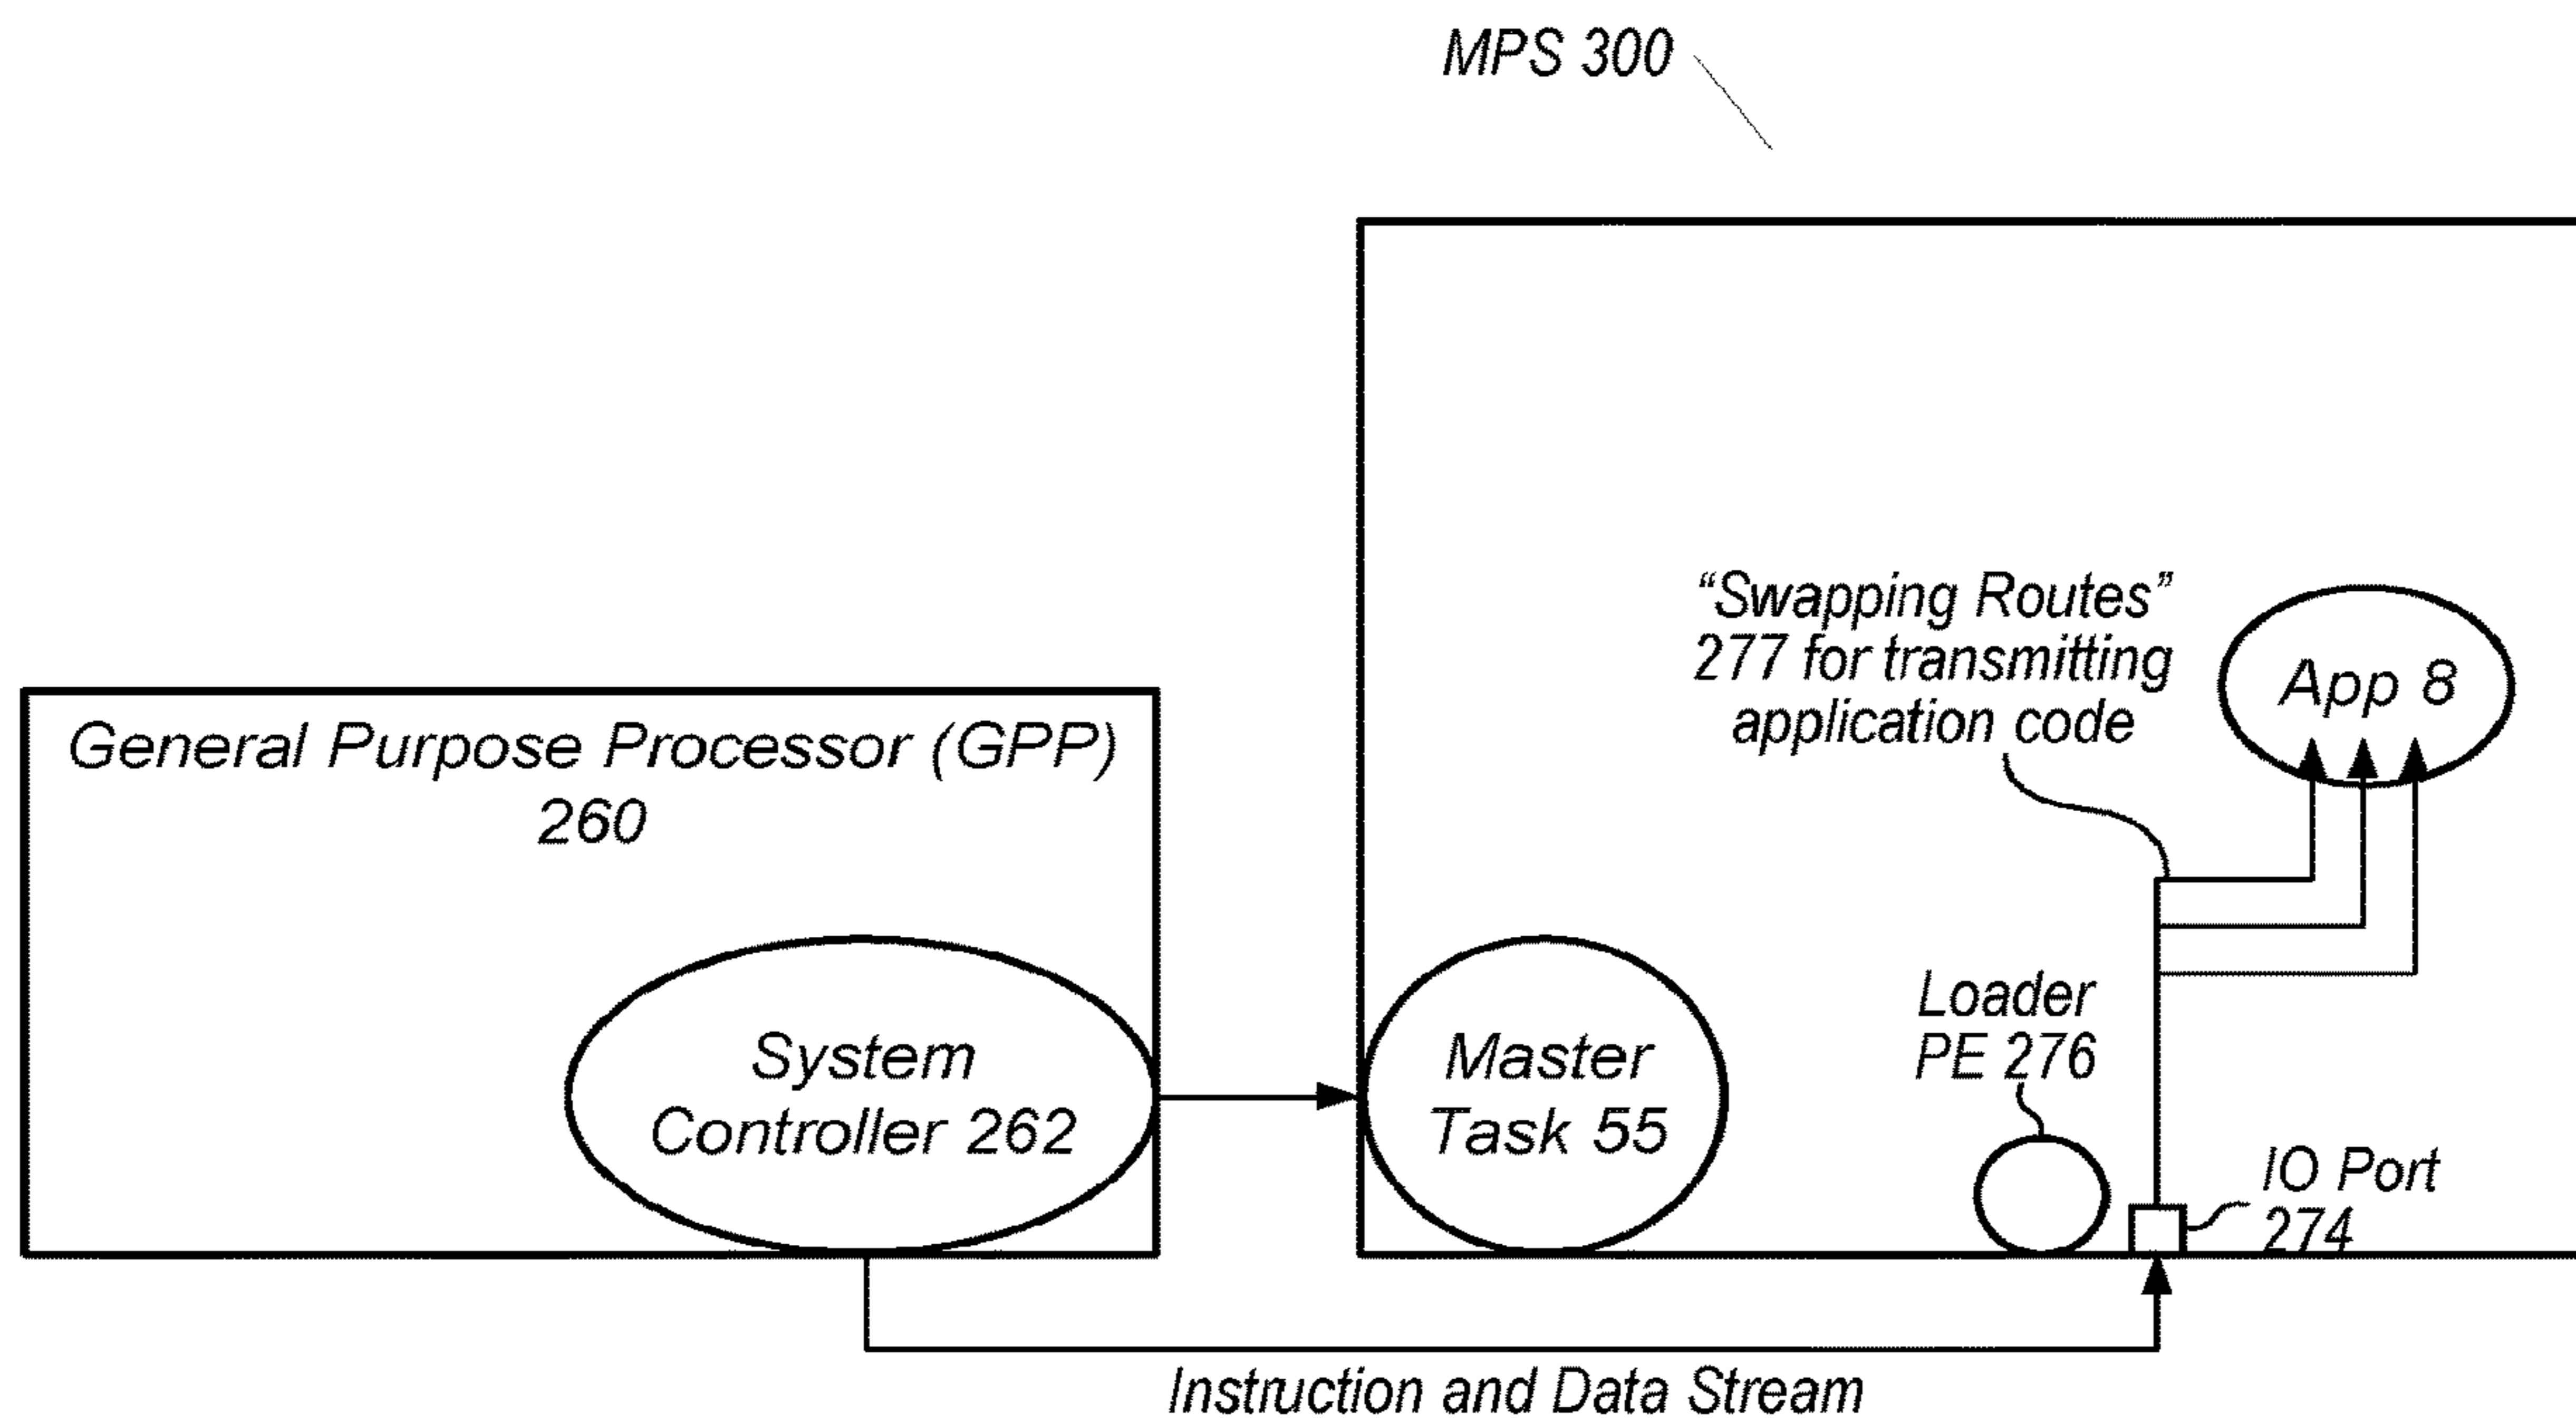 MPS 300
“Swapping Routes”
277 for transmitting
application code
App 8
General Purpose Processor (GPP)
260
System
Controller 262
Master
Task 55
Loader
PE 276
IO Port
274
Instruction and Data Stream